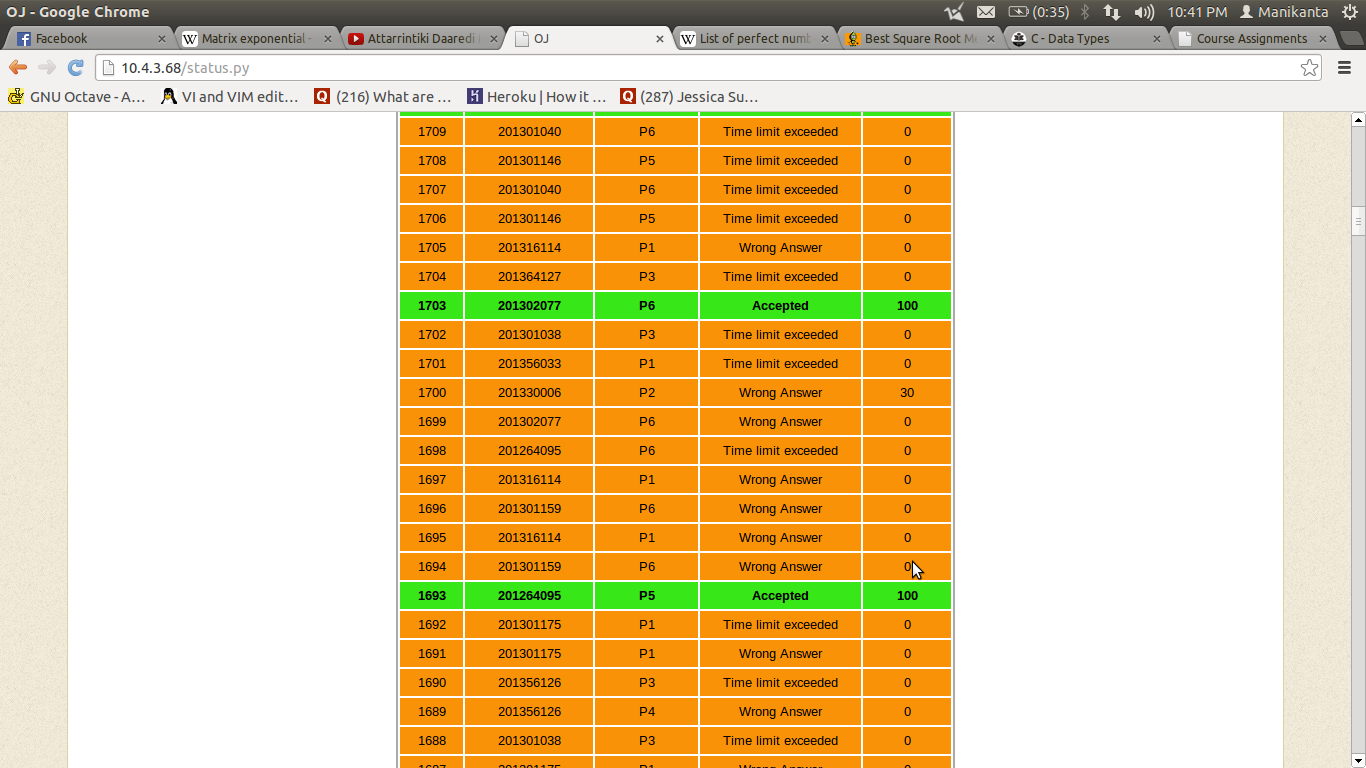 OJ - Google Chrome (0:35) 10:41 PM Manikanta
Facebook Matrix exponential - Attarrintiki Daaredi OJ List of perfect num Best Square Root M C - Data Types Course Assignments
10.4.3.68/status.py
GNU Octave - A... VI and VIM edit... (216) What are ... Heroku | How it ... (287) Jessica Su...
1709 201301040 P6 Time limit exceeded 0
1708 201301146 P5 Time limit exceeded 0
1707 201301040 P6 Time limit exceeded 0
1706 201301146 P5 Time limit exceeded 0
1705 201316114 P1 Wrong Answer 0
1704 201364127 P3 Time limit exceeded 0
1703 201302077 P6 Accepted 100
1702 201301038 P3 Time limit exceeded 0
1701 201356033 P1 Time limit exceeded 0
1700 201330006 P2 Wrong Answer 30
1699 201302077 P6 Wrong Answer 0
1698 201264095 P6 Time limit exceeded 0
1697 201316114 P1 Wrong Answer 0
1696 201301159 P6 Wrong Answer 0
1695 201316114 P1 Wrong Answer 0
1694 201301159 P6 Wrong Answer 0
1693 201264095 P5 Accepted 100
1692 201301175 P1 Time limit exceeded 0
1691 201301175 P1 Wrong Answer 0
1690 201356126 P3 Time limit exceeded 0
1689 201356126 P4 Wrong Answer 0
1688 201301038 P3 Time limit exceeded 0